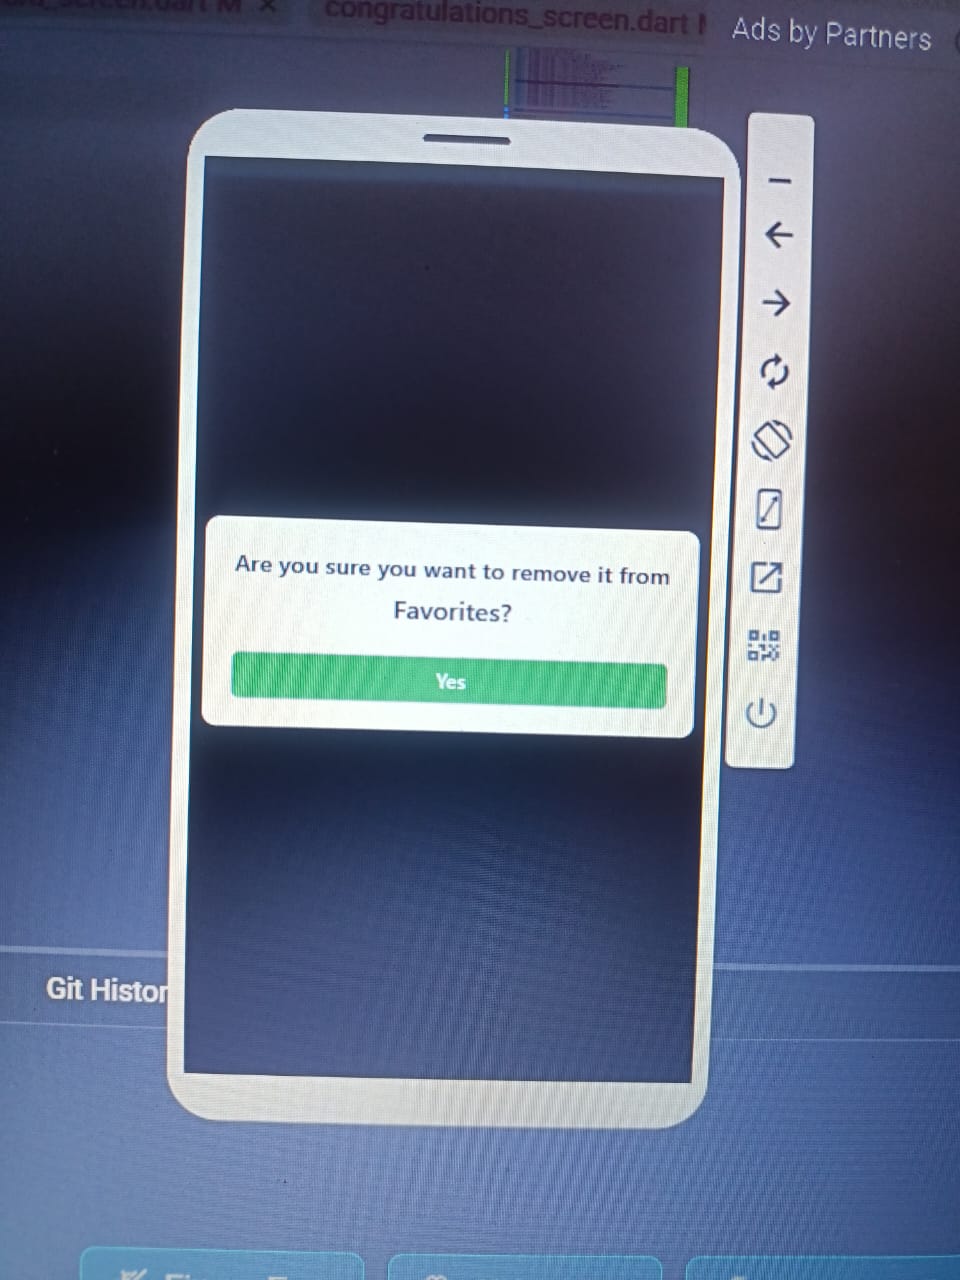 congratulations_screen.dart
Ads by Partners
Are you sure you want to remove it from
Favorites?
Yes
Git Histor